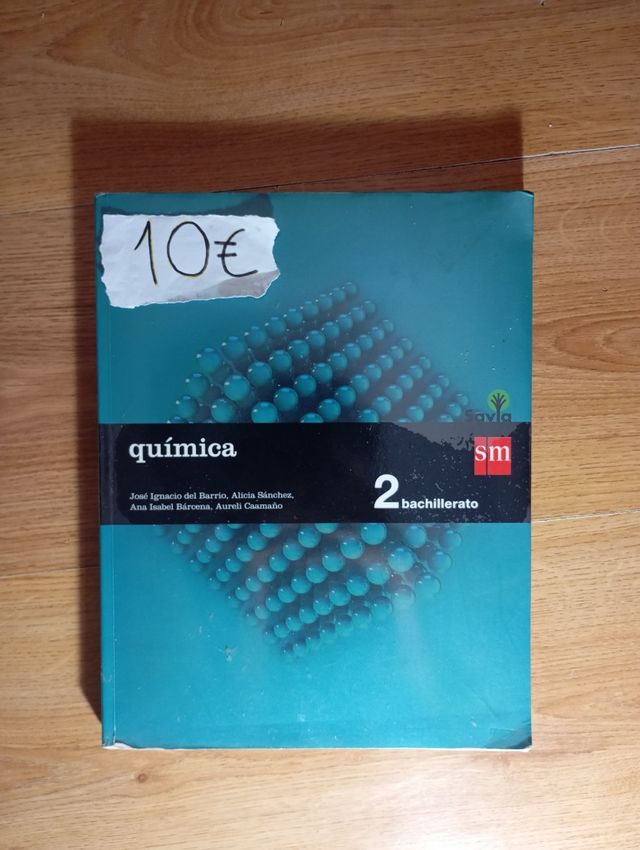 10€
Savia
química
sm
José Ignacio del Barrio, Alicia Sánchez,
Ana Isabel Bárcena, Aureli Caamaño
2 bachillerato